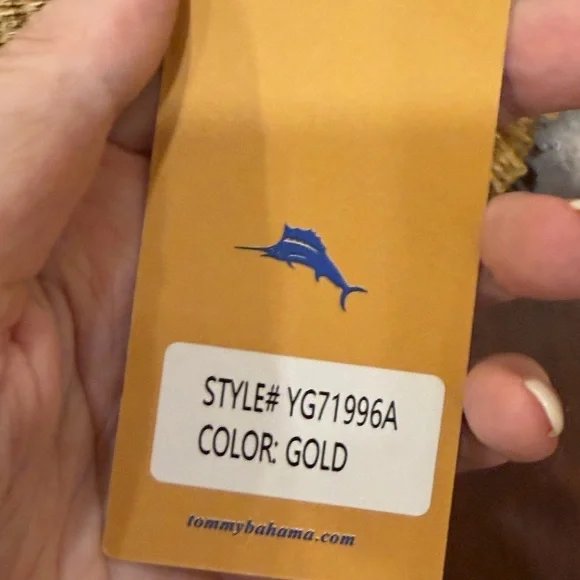 STYLE# YG71996A
COLOR: GOLD
tommybahama.com